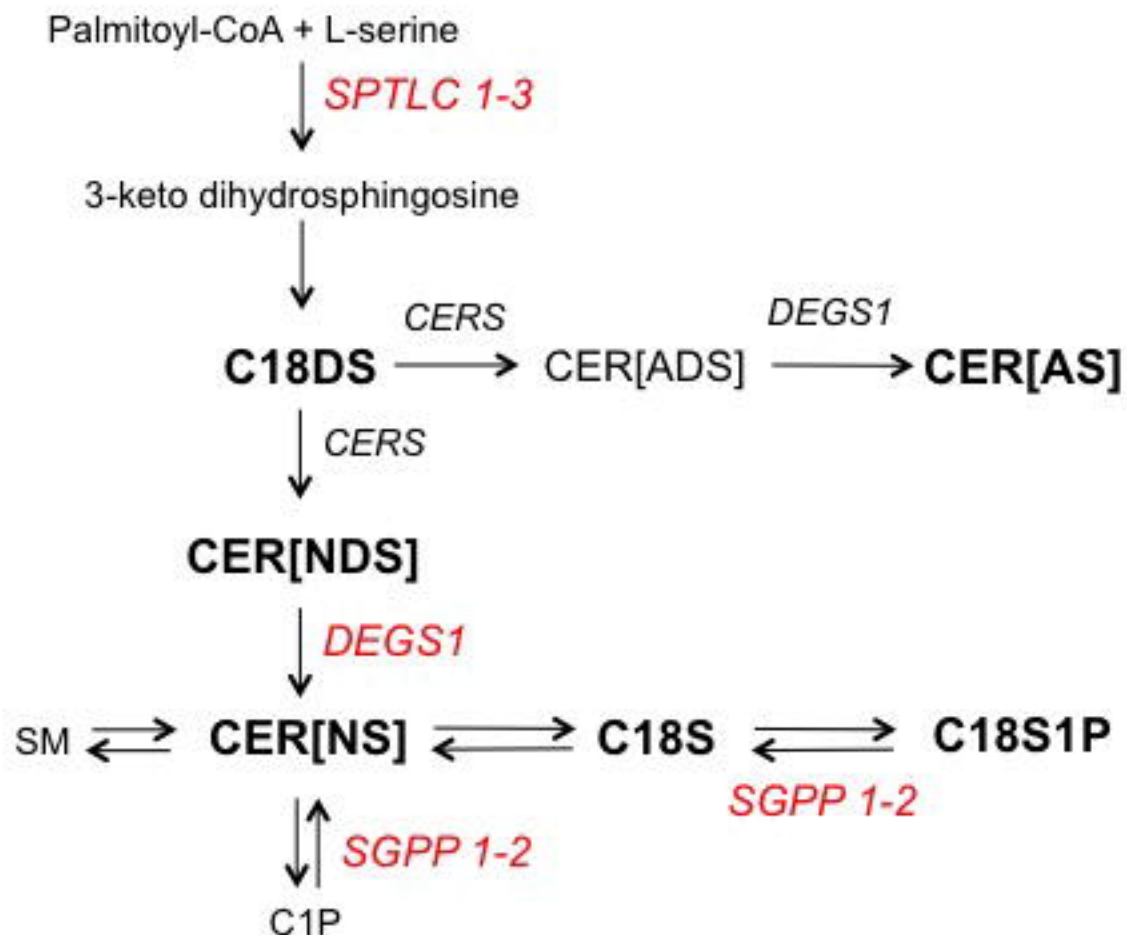 Palmitoyl-CoA + L-serine
SPTLC 1-3
3-keto dihydrosphingosine
CERS
DEGS1
C18DS
CER[ADS]
CER[AS]
CERS
CER[NDS]
DEGS1
SM
CER[NS]
C18S
C18S1P
SGPP 1-2
SGPP 1-2
C1P